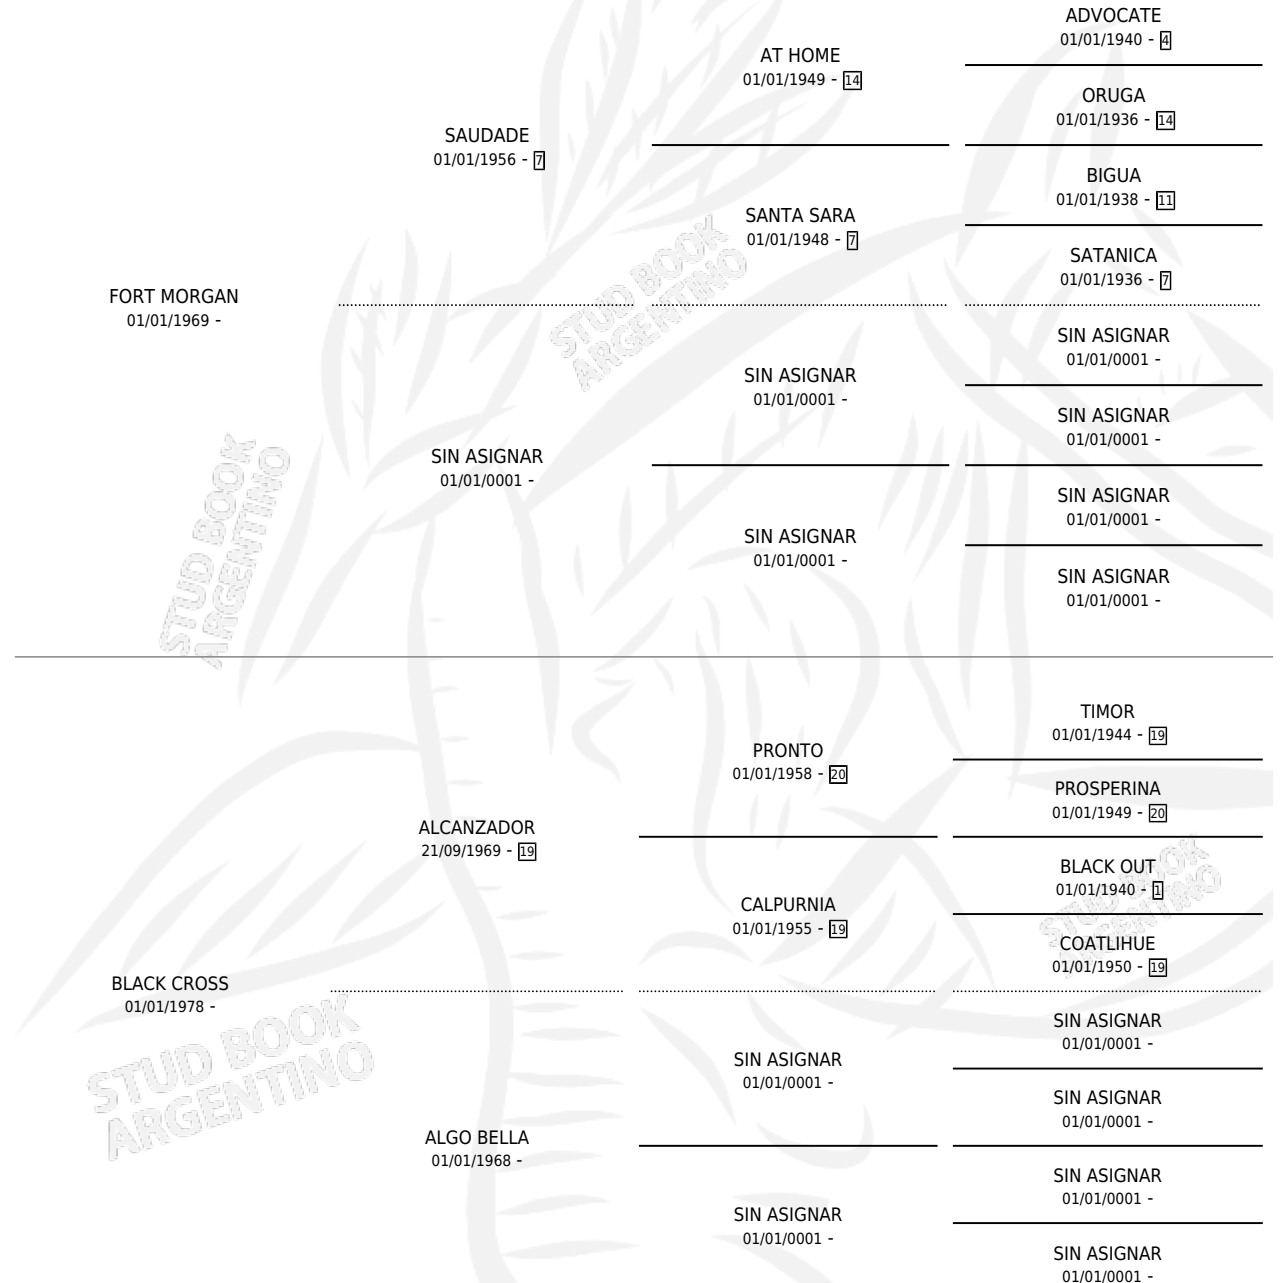 FORT MORGAN
01/01/1969 -
SAUDADE
01/01/1956 - 7
AT HOME
01/01/1949 - 14
ADVOCATE
01/01/1940 - 4
ORUGA
01/01/1936 - 14
SANTA SARA
01/01/1948 - 7
BIGUA
01/01/1938 - 11
SATANICA
01/01/1936 - 7
SIN ASIGNAR
01/01/0001 -
SIN ASIGNAR
01/01/0001 -
SIN ASIGNAR
01/01/0001 -
SIN ASIGNAR
01/01/0001 -
SIN ASIGNAR
01/01/0001 -
SIN ASIGNAR
01/01/0001 -
SIN ASIGNAR
01/01/0001 -
BLACK CROSS
01/01/1978 -
ALCANZADOR
21/09/1969 - 19
PRONTO
01/01/1958 - 20
TIMOR
01/01/1944 - 19
PROSPERINA
01/01/1949 - 20
CALPURNIA
01/01/1955 - 19
BLACK OUT
01/01/1940 - 1
COATLIHUE
01/01/1950 - 19
ALGO BELLA
01/01/1968 -
SIN ASIGNAR
01/01/0001 -
SIN ASIGNAR
01/01/0001 -
SIN ASIGNAR
01/01/0001 -
SIN ASIGNAR
01/01/0001 -
SIN ASIGNAR
01/01/0001 -
SIN ASIGNAR
01/01/0001 -
STUD BOOK
ARGENTINO
STUD BOOK
ARGENTINO
STUD BOOK
ARGENTINO
STUD BOOK
ARGENTINO